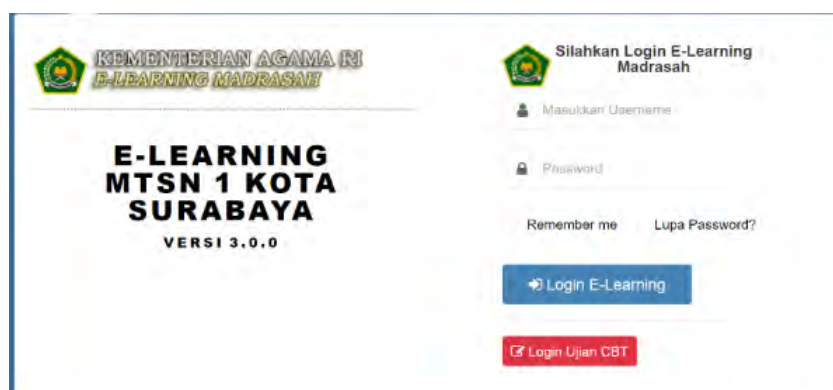 KEMENTERIAN AGAMA RI
E-LEARNING MADRASAH
E-LEARNING
MTSN 1 KOTA
SURABAYA
VERSI 3.0.0
Silahkan Login E-Learning
Madrasah
Masukkan Username
Password
Remember me
Lupa Password?
Login E-Learning
Login Ujian CBT